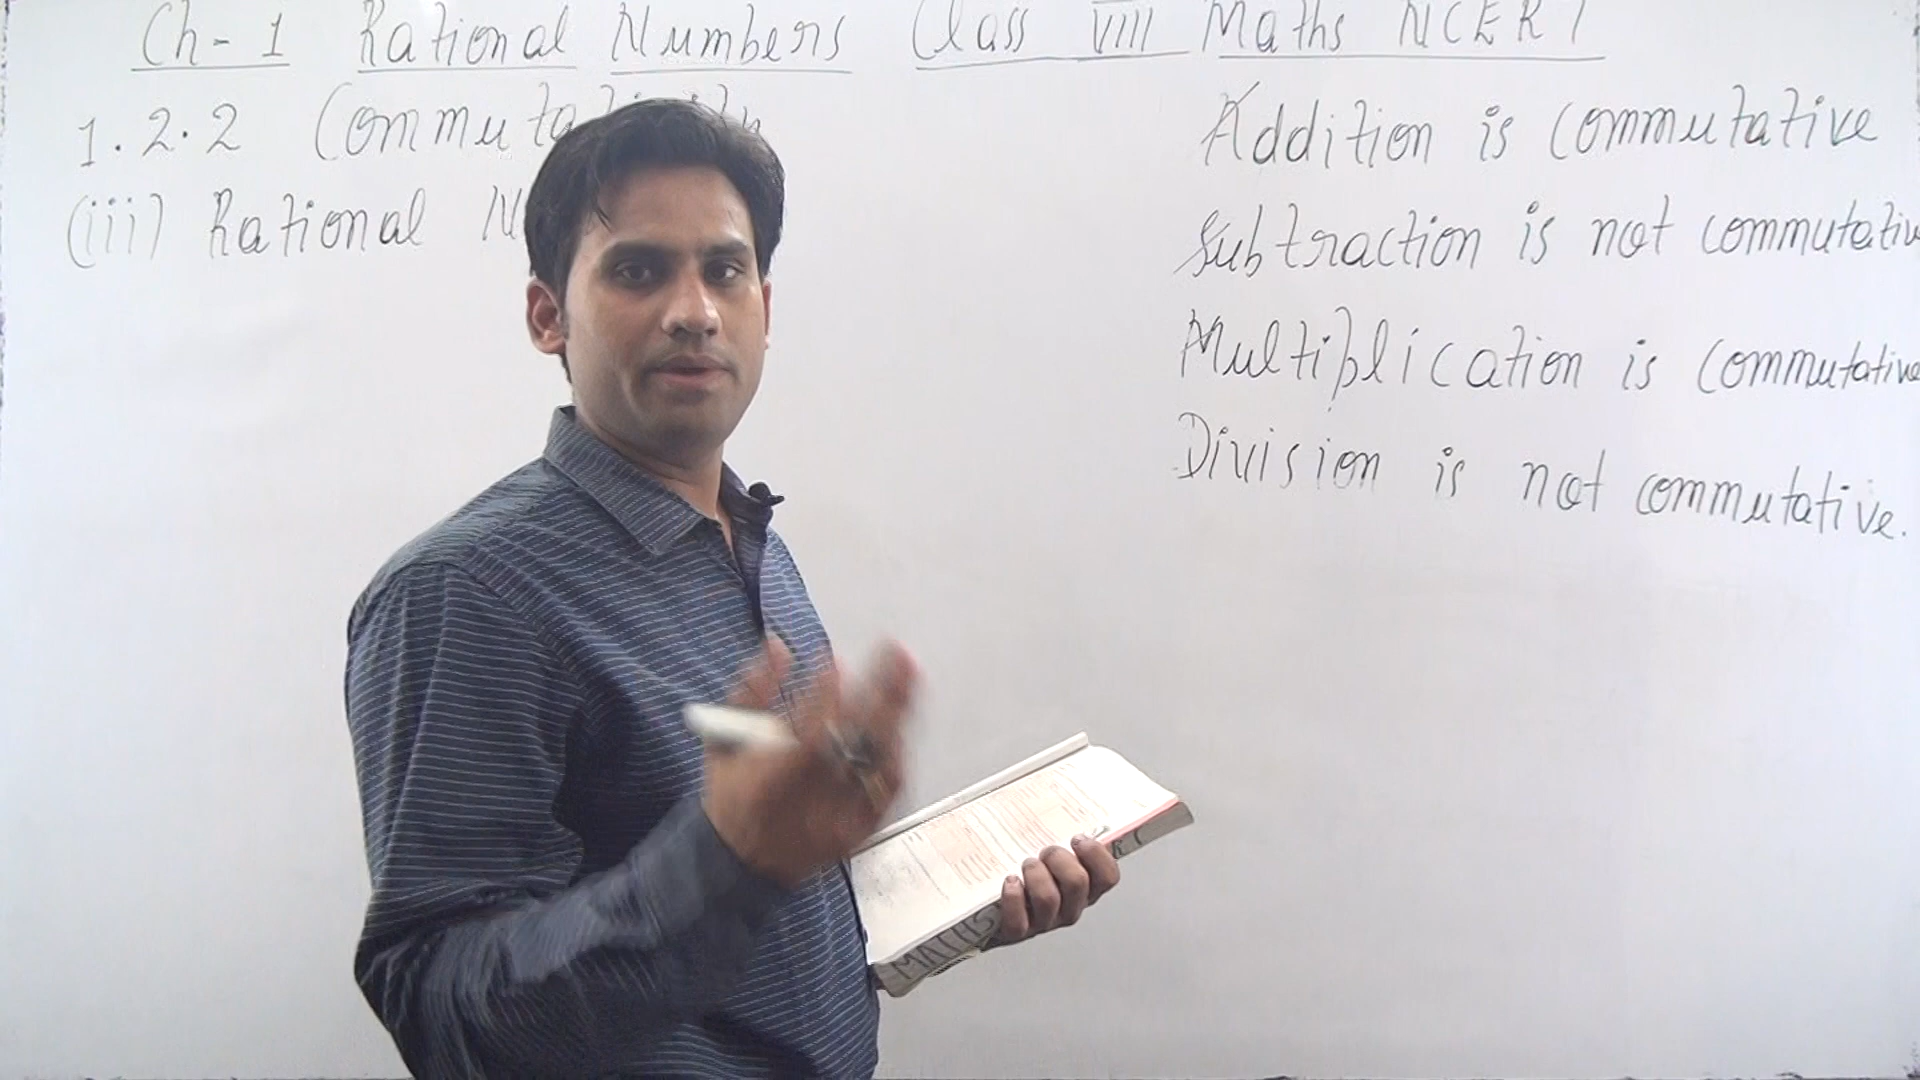 Ch-1 Rational Numbers Class VIII Maths NCERT
1.2.2
(iii) Rational
Addition is commutative
Subtraction is not commutative
Multiplication is commutative
Division is not commutative.
MATHS